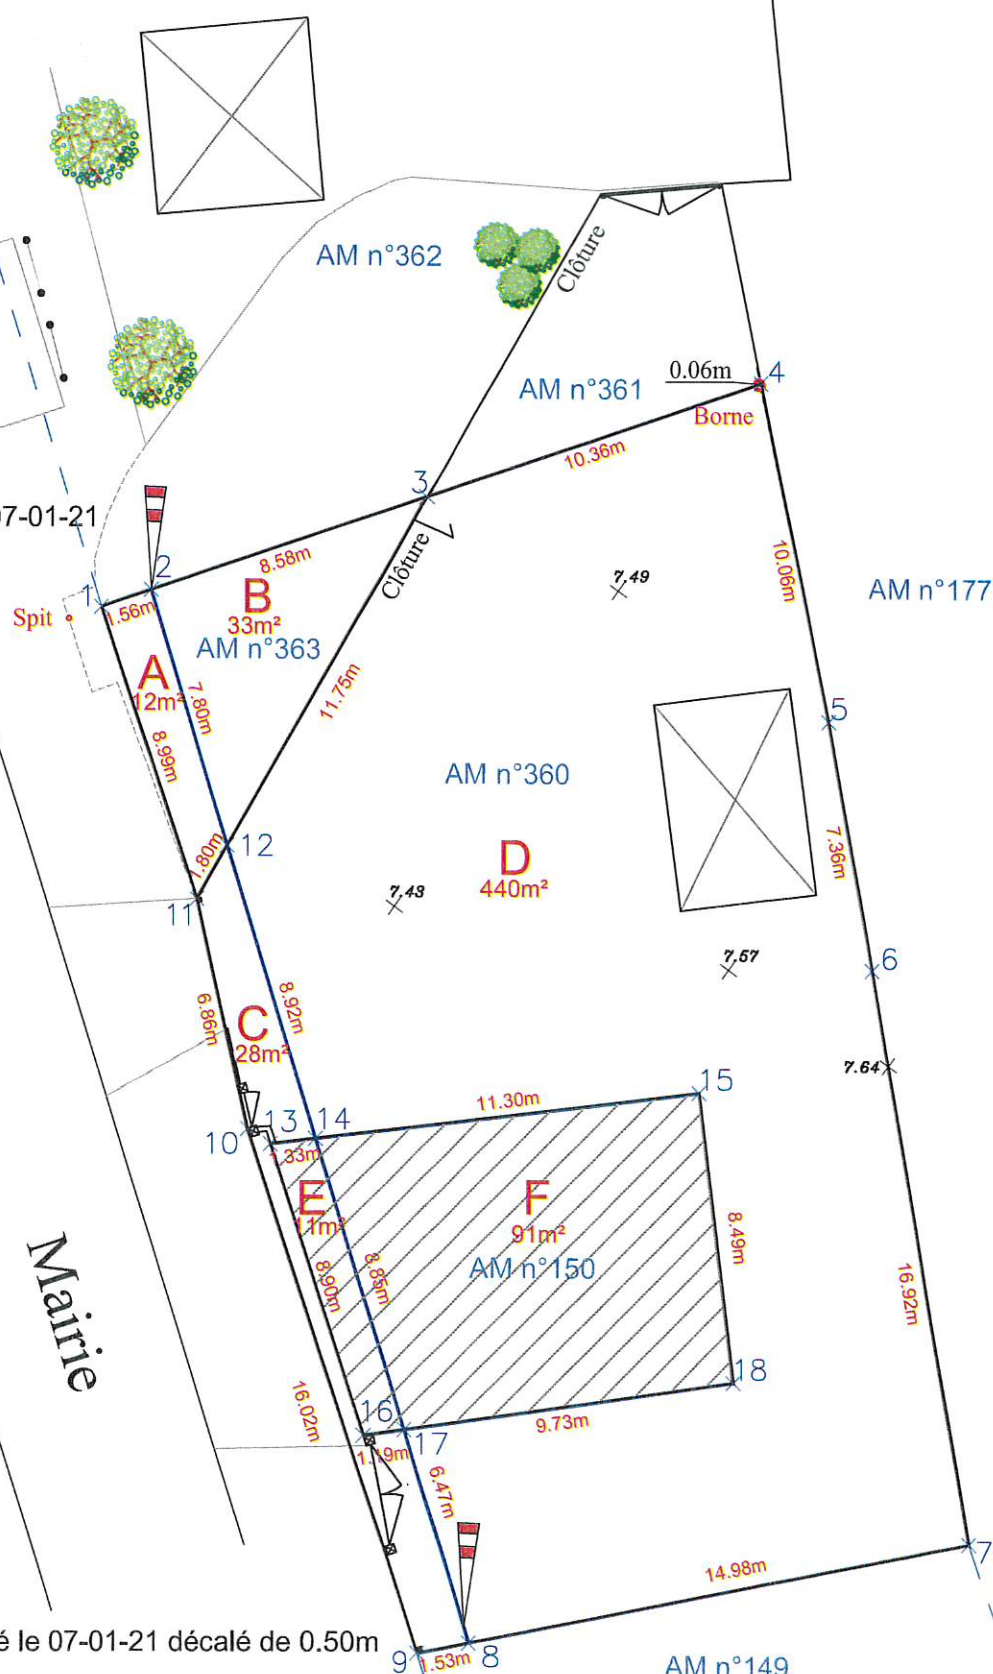 AM n°362
Clôture
AM n°361
0.06m
4
Borne
10.36m
3
07-01-21
8.58m
Clôture
10.06m
2
1
1.56m
Spit
B
33m²
AM n°363
7.49
AM n°177
A
12m²
7.80m
11.75m
8.99m
5
AM n°360
7.36m
12
1.80m
D
440m²
7.43
11
7.57
6
6.86m
8.92m
C
28m²
7.64
15
11.30m
10
13
14
33m
E
11m²
F
91m²
AM n°150
8.49m
8.90m
8.85m
16.92m
Mairie
16.02m
18
16
17
9.73m
1.19m
6.47m
7
14.98m
é le 07-01-21 décalé de 0.50m
9
1.53m
8
AM n°149